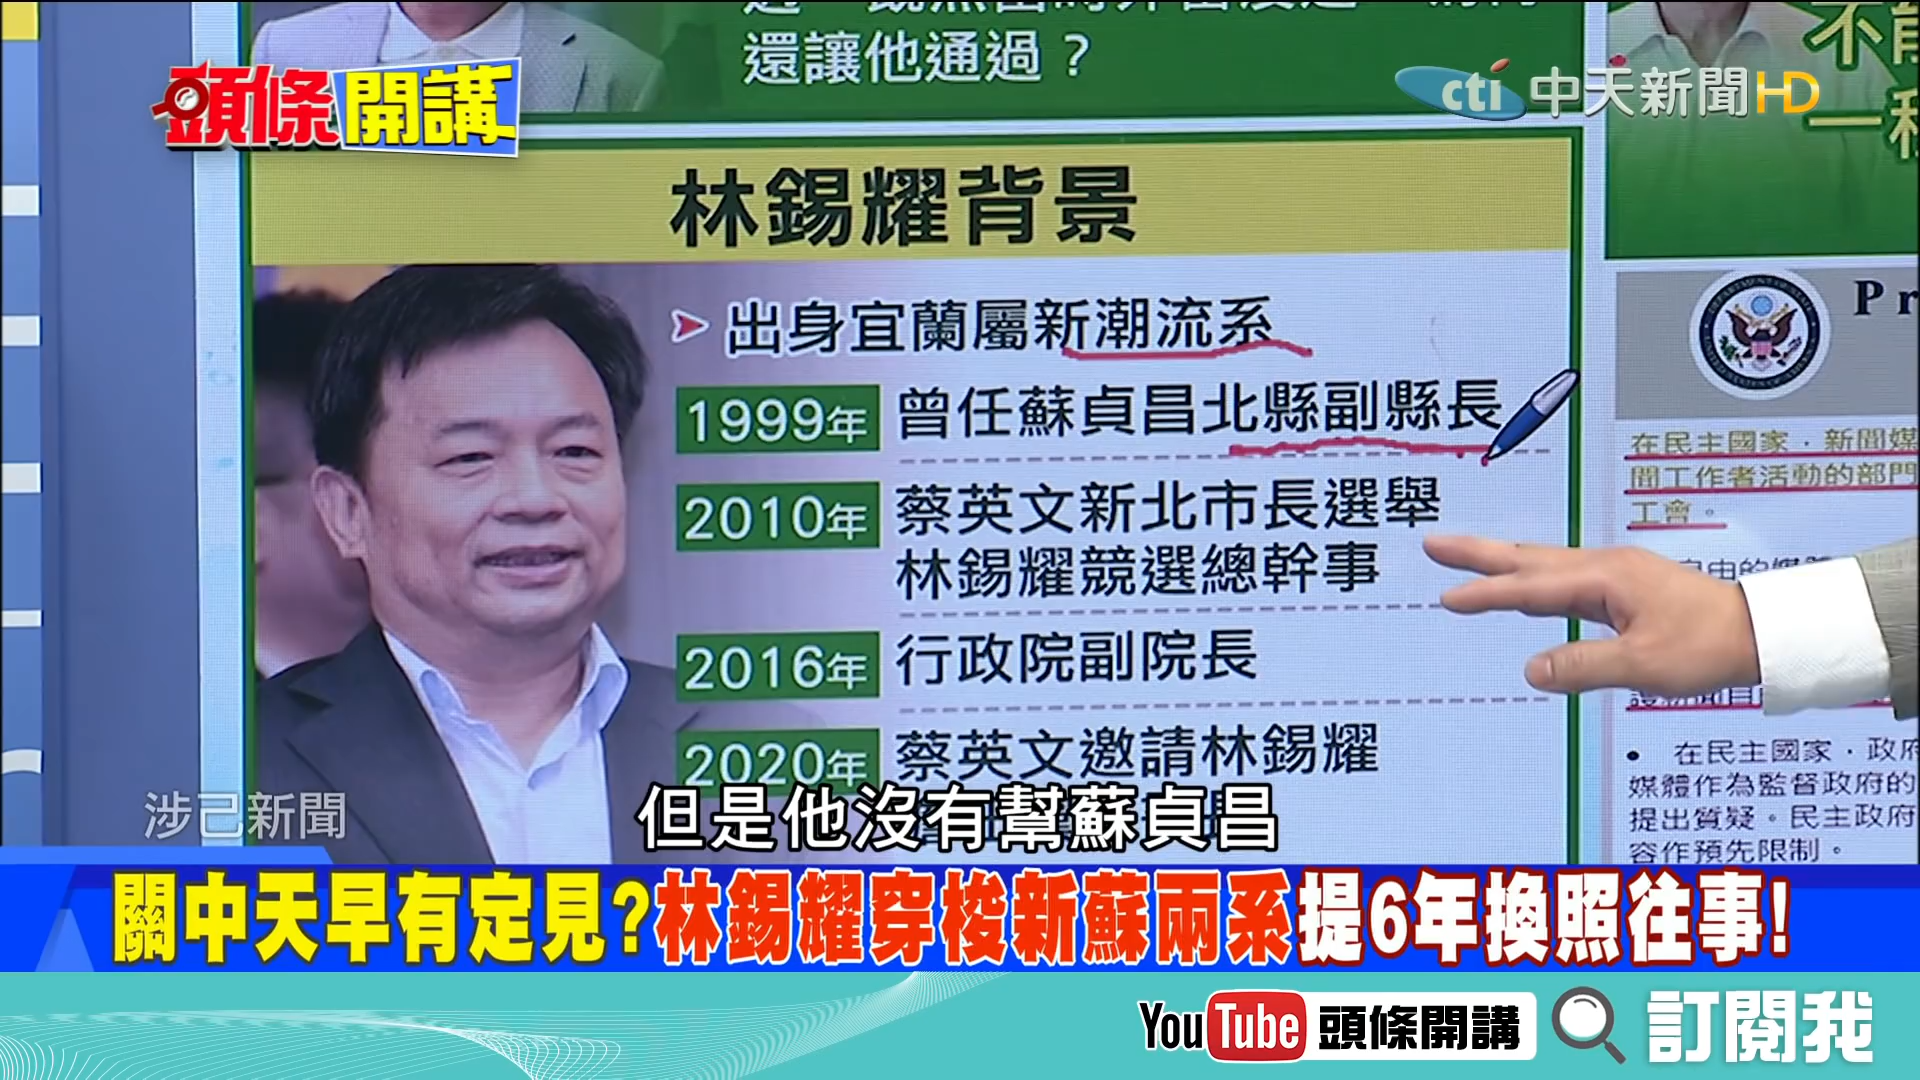 還讓他通過？
頭條開講
cti 中天新聞HD
不能
一種
林錫耀背景
出身宜蘭屬新潮流系
1999年 曾任蘇貞昌北縣副縣長
2010年 蔡英文新北市長選舉
林錫耀競選總幹事
2016年 行政院副院長
2020年 蔡英文邀請林錫耀
Pr
在民主國家，新聞媒
聞工作者活動的部門
工會。
在民主國家，政府
媒體作為監督政府的
提出質疑。民主政府
容作預先限制。
涉己新聞
但是他沒有幫蘇貞昌
關中天早有定見？林錫耀穿梭新蘇兩系提6年換照往事！
YouTube 頭條開講 訂閱我